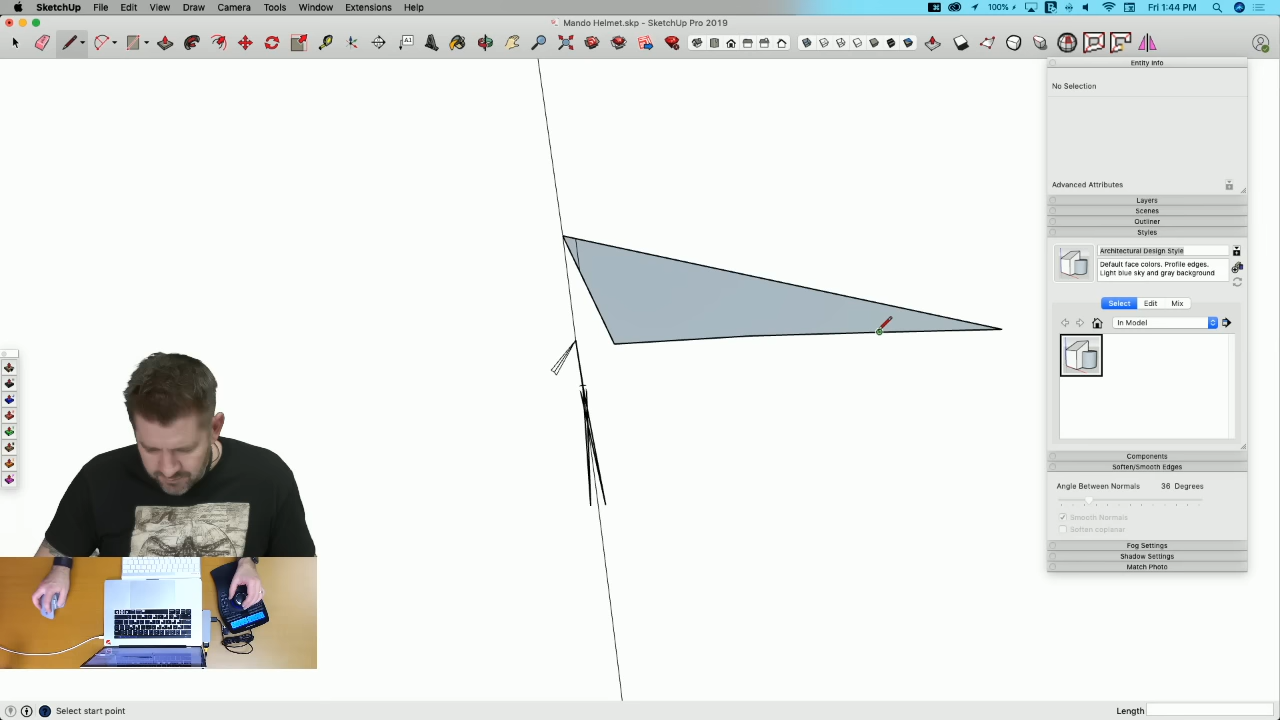 SketchUp File Edit View Draw Camera Tools Window Extensions Help 100% Fri 1:44 PM
Mando Helmet.skp - SketchUp Pro 2019
Entity Info
No Selection
Advanced Attributes
Layers
Scenes
Outliner
Styles
Architectural Design Style
Default face colors. Profile edges.
Light blue sky and gray background
Select Edit Mix
In Model
Components
Soften/Smooth Edges
Angle Between Normals 36 Degrees
Smooth Normals
Soften coplanar
Fog Settings
Shadow Settings
Match Photo
Select start point Length